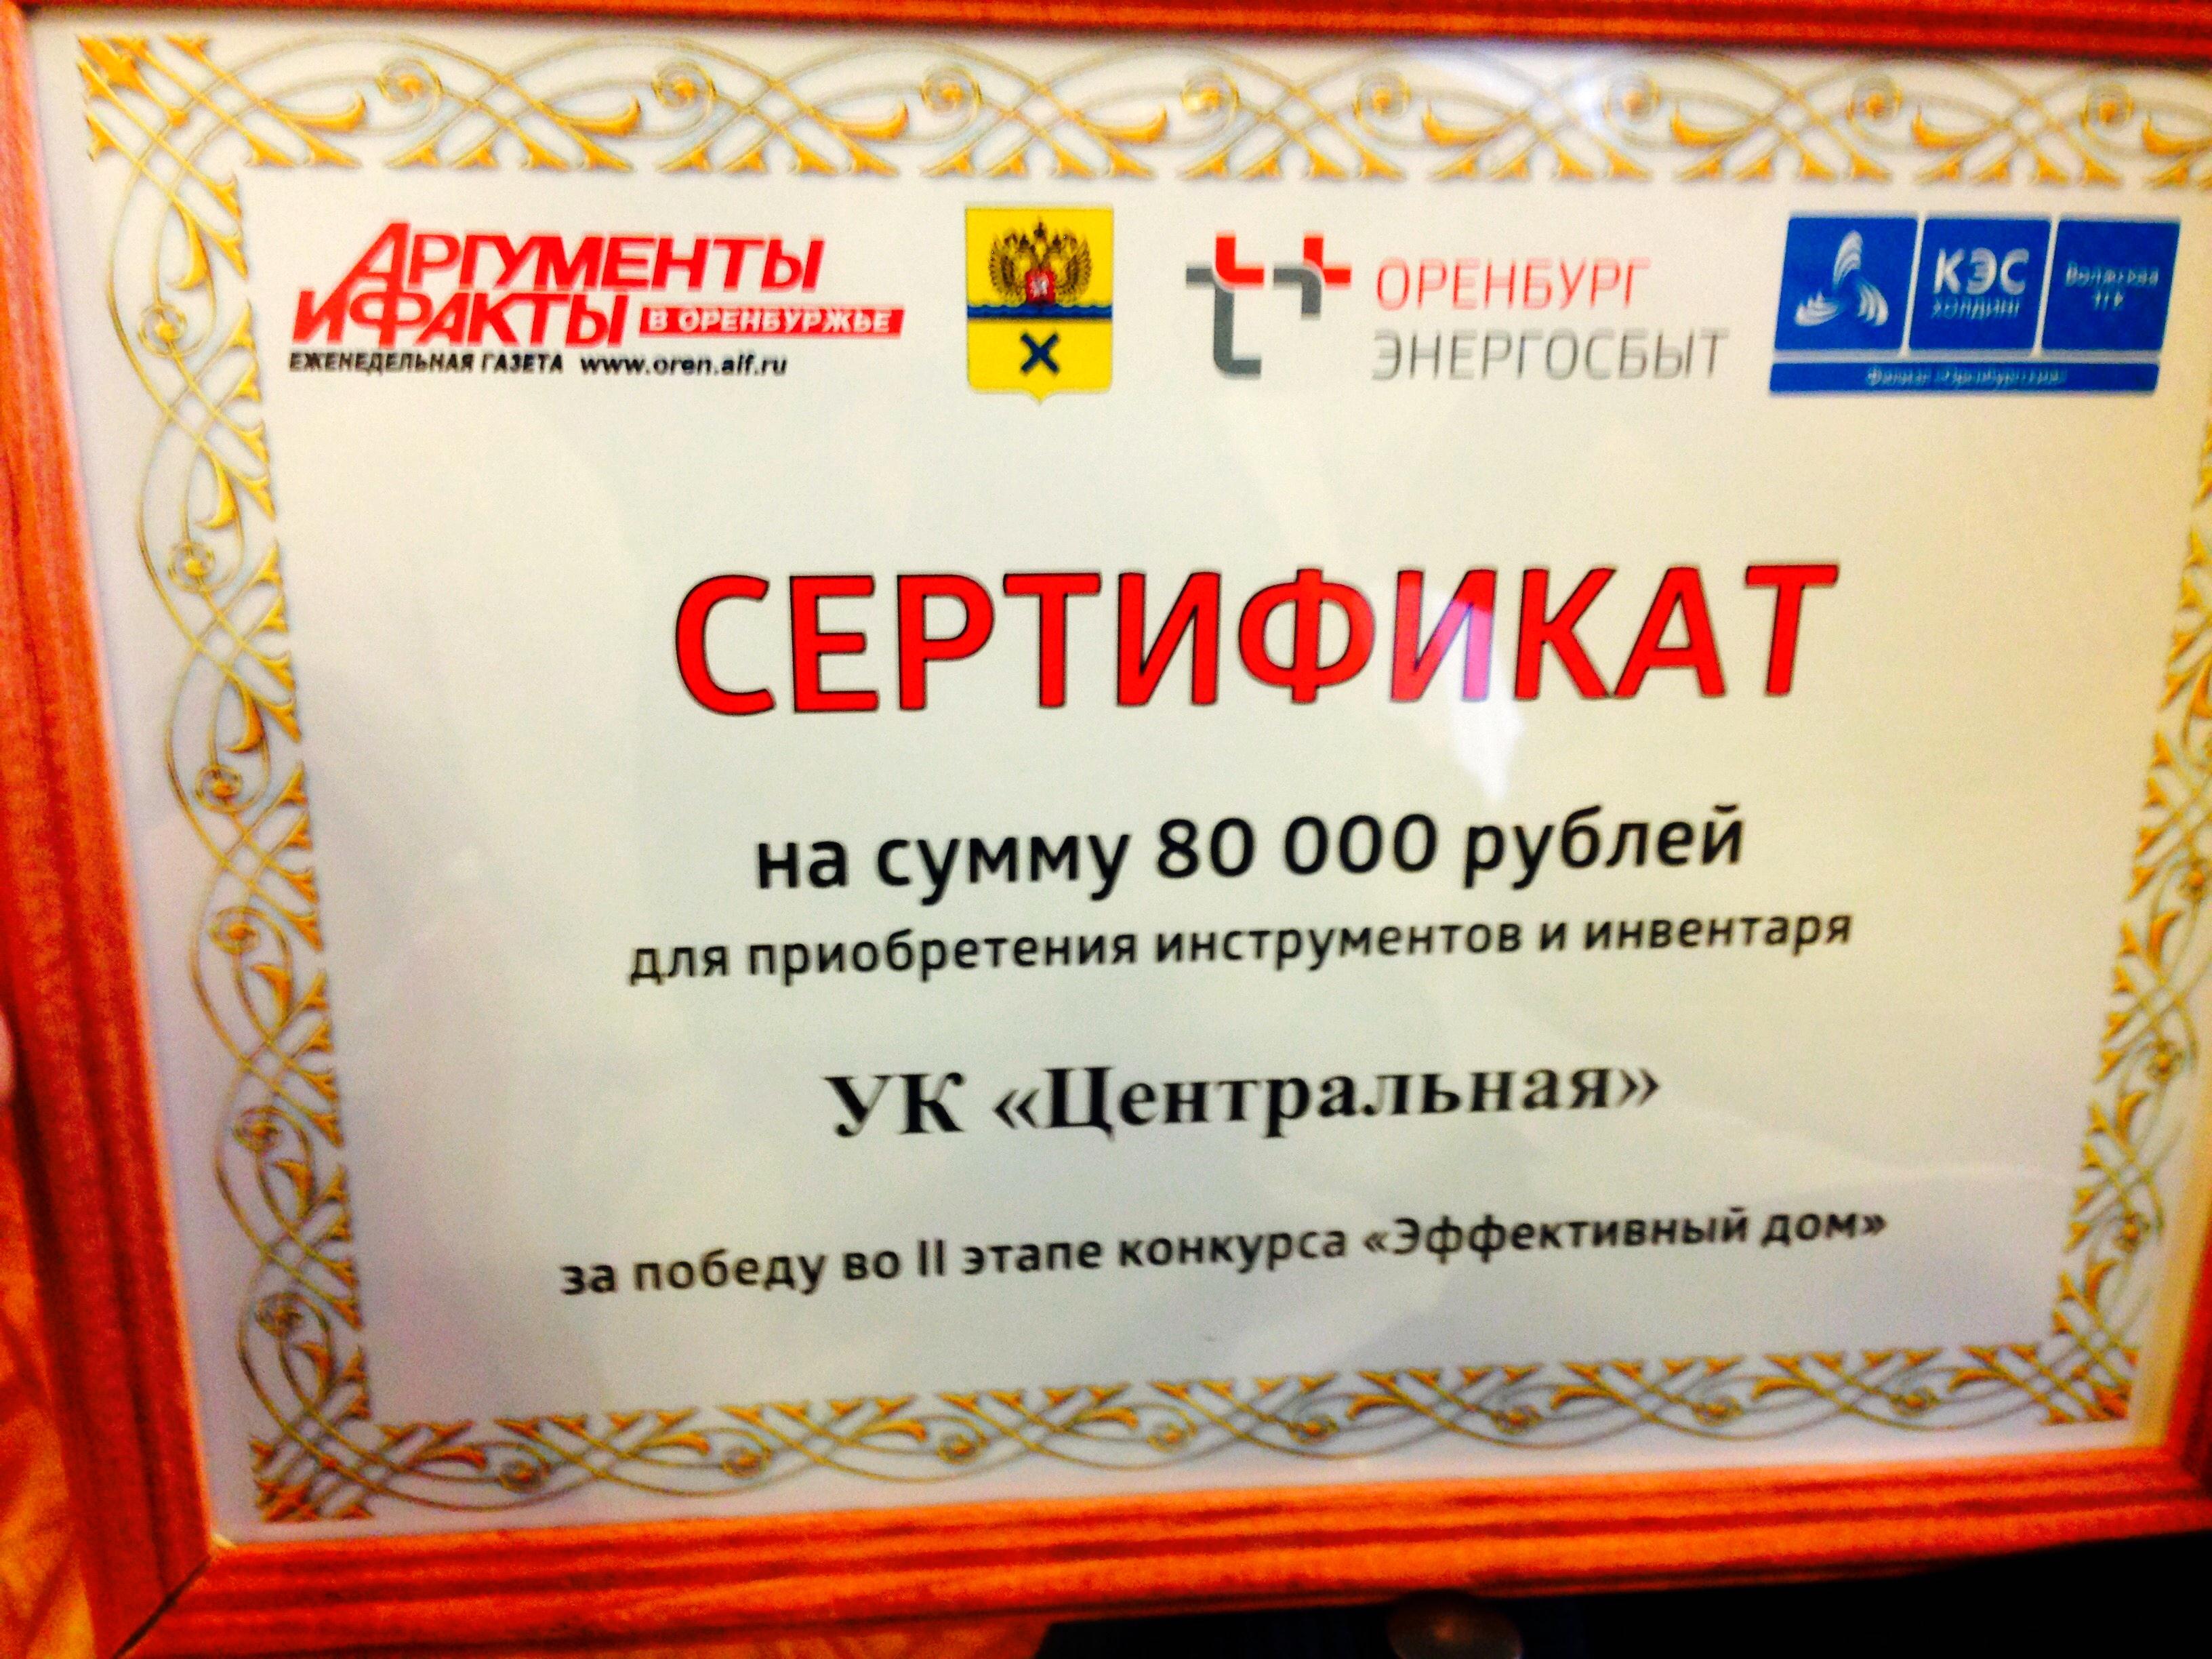 АРГУМЕНТЫ
И ФАКТЫ В ОРЕНБУРЖЬЕ
ЕЖЕНЕДЕЛЬНАЯ ГАЗЕТА www.oren.aif.ru
ОРЕНБУРГ
ЭНЕРГОСБЫТ
КЭС
ХОЛДИНГ
СЕРТИФИКАТ
на сумму 80 000 рублей
для приобретения инструментов и инвентаря
УК «Центральная»
за победу во II этапе конкурса «Эффективный дом»